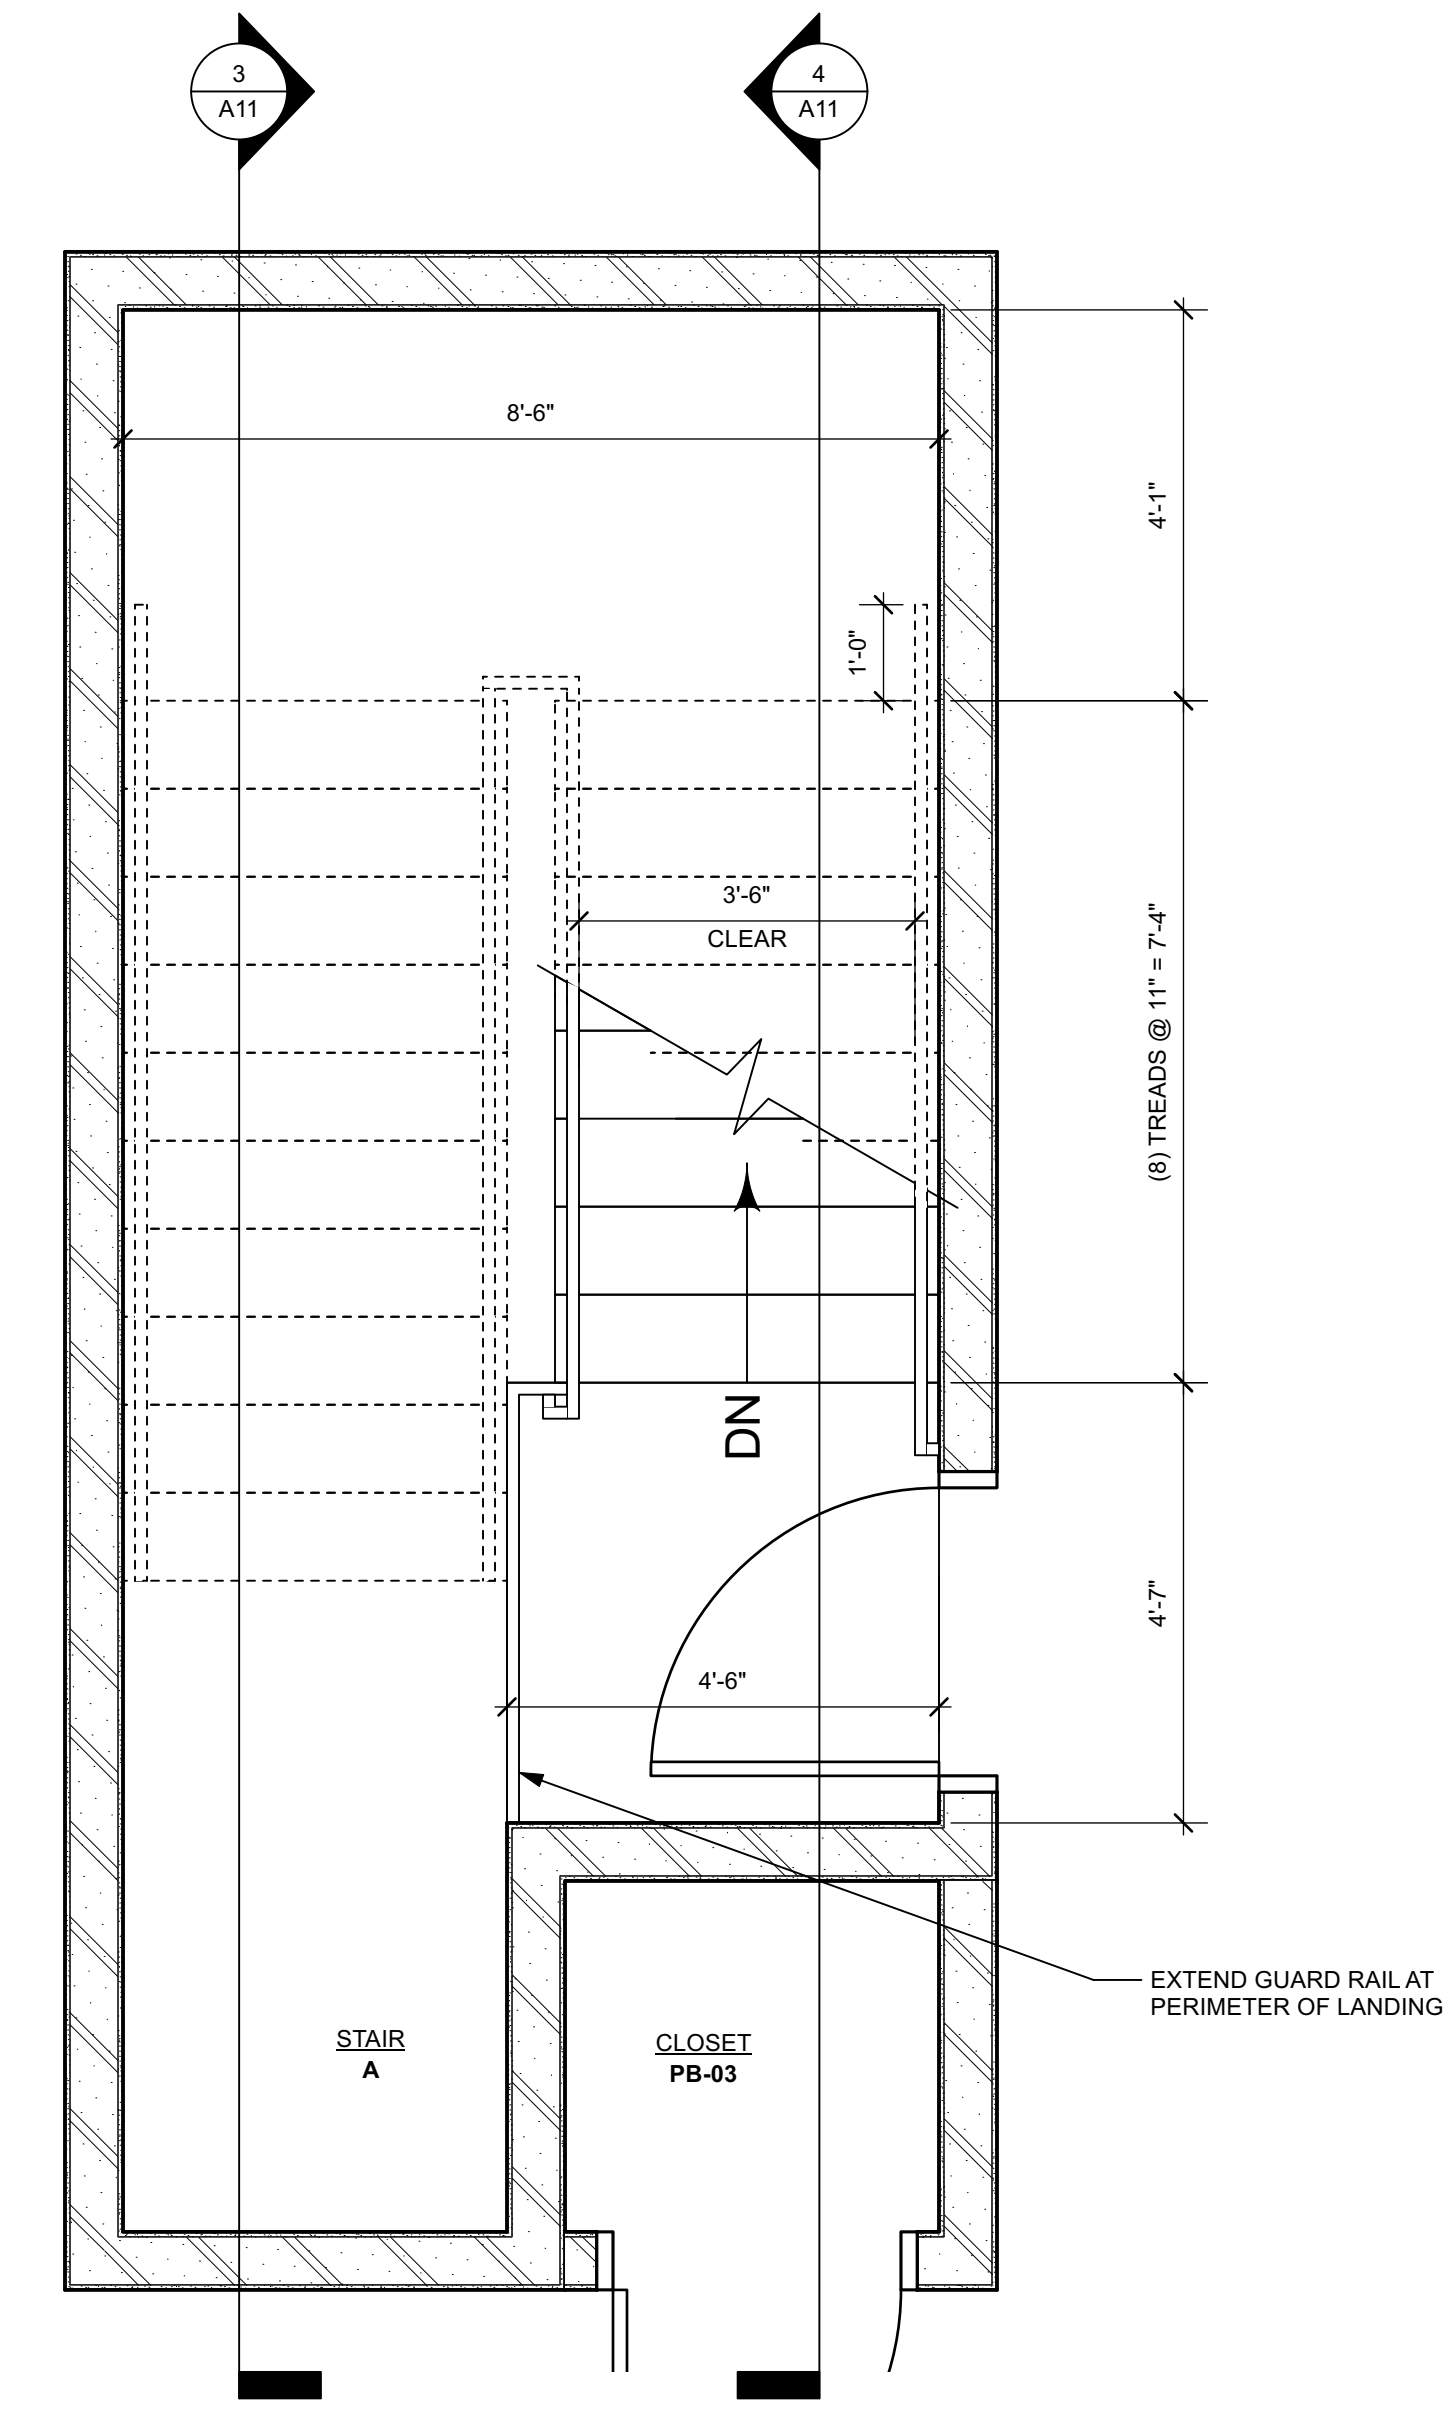 3
A11
4
A11
8'-6"
4'-1"
1'-0"
3'-6"
CLEAR
(8) TREADS @ 11" = 7'-4"
DN
4'-7"
4'-6"
EXTEND GUARD RAIL AT
PERIMETER OF LANDING
STAIR
A
CLOSET
PB-03